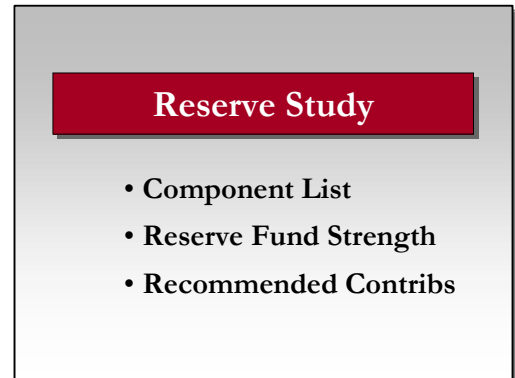 Reserve Study
• Component List
• Reserve Fund Strength
• Recommended Contribs